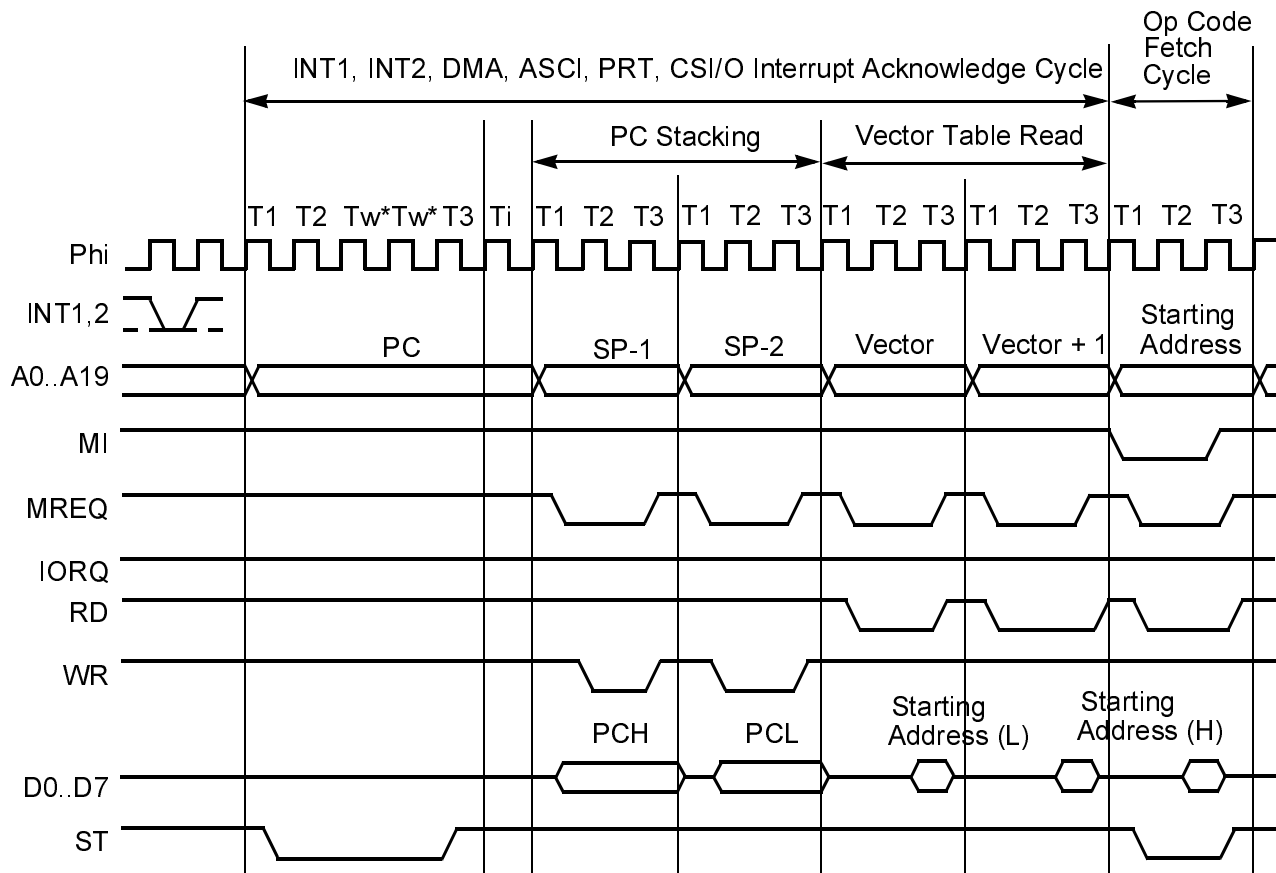 Op Code
Fetch
Cycle
INT1, INT2, DMA, ASCI, PRT, CSI/O Interrupt Acknowledge Cycle
PC Stacking
Vector Table Read
T1 T2 Tw* Tw* T3 Ti T1 T2 T3 T1 T2 T3 T1 T2 T3 T1 T2 T3 T1 T2 T3
Phi
INT1,2
Starting
Address
PC SP-1 SP-2 Vector Vector + 1
A0..A19
MI
MREQ
IORQ
RD
WR
Starting
Address (L)
Starting
Address (H)
PCH PCL
D0..D7
ST